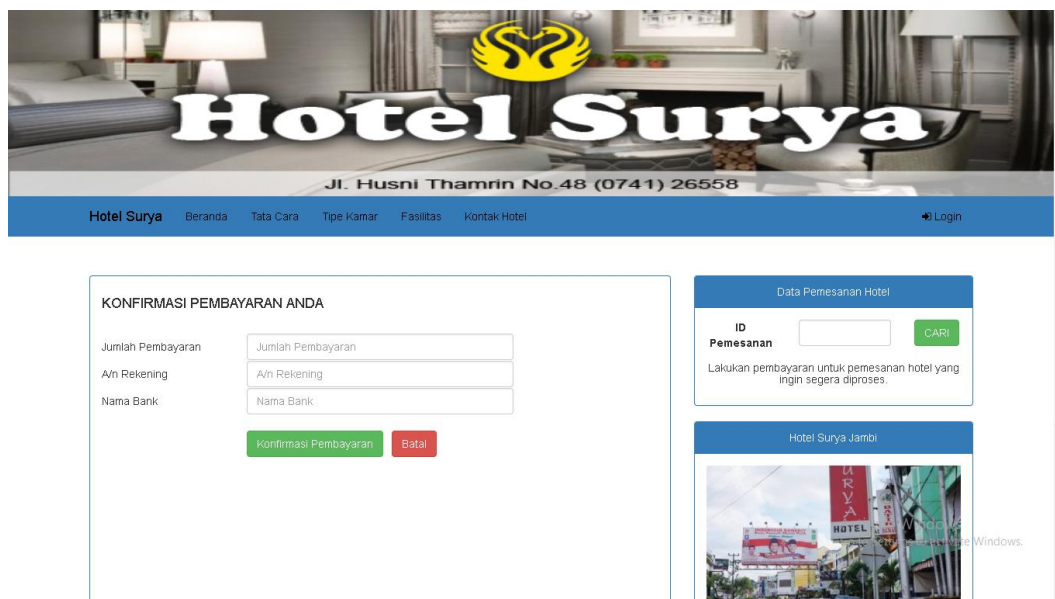 Hotel Surya
Jl. Husni Thamrin No.48 (0741) 26558
Hotel Surya Beranda Tata Cara Tipe Kamar Fasilitas Kontak Hotel Login
KONFIRMASI PEMBAYARAN ANDA
Jumlah Pembayaran Jumlah Pembayaran
A/n Rekening A/n Rekening
Nama Bank Nama Bank
Konfirmasi Pembayaran Batal
Data Pemesanan Hotel
ID
Pemesanan
CARI
Lakukan pembayaran untuk pemesanan hotel yang
ingin segera diproses.
Hotel Surya Jambi
SURYA
HOTEL
Windows.